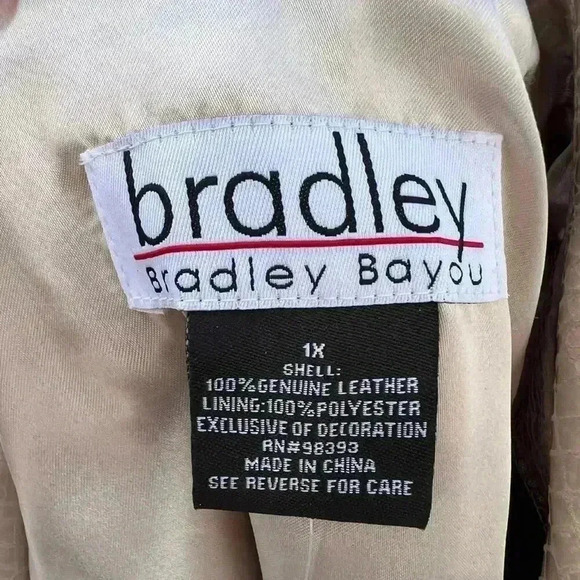 bradley
Bradley Bayou
1X
SHELL:
100%GENUINE LEATHER
LINING:100%POLYESTER
EXCLUSIVE OF DECORATION
RN#98393
MADE IN CHINA
SEE REVERSE FOR CARE